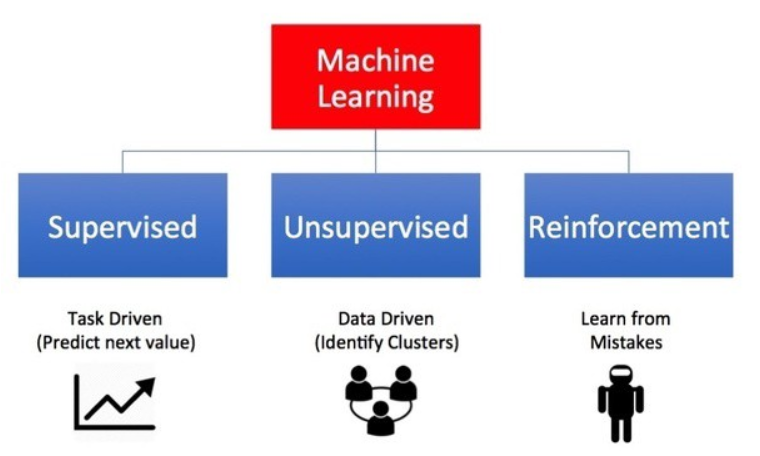 Machine
Learning
Supervised
Unsupervised
Reinforcement
Task Driven
(Predict next value)
Data Driven
(Identify Clusters)
Learn from
Mistakes